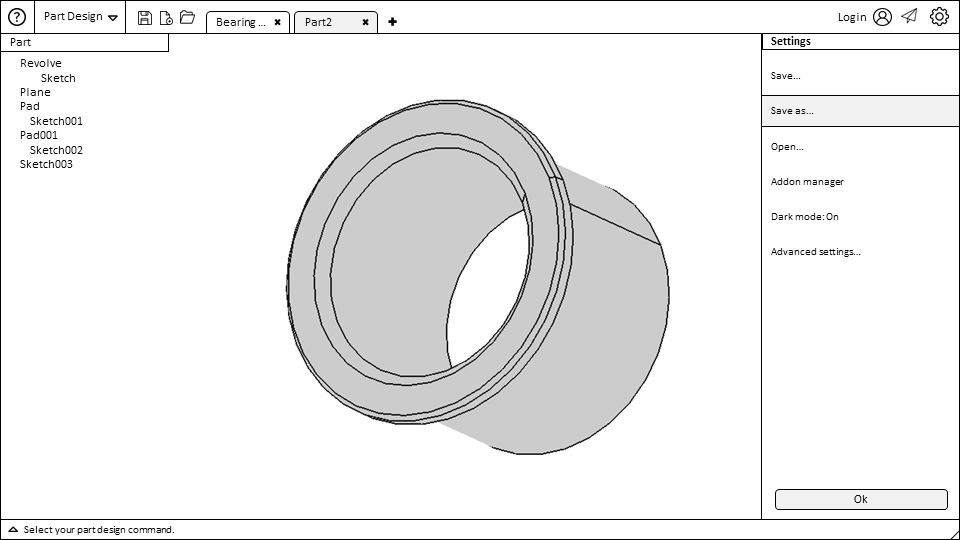 ? Part Design Bearing ... × Part2 × + Login
Part
Settings
Revolve
Sketch
Plane
Pad
Sketch001
Pad001
Sketch002
Sketch003
Save...
Save as...
Open...
Addon manager
Dark mode: On
Advanced settings...
Ok
Select your part design command.